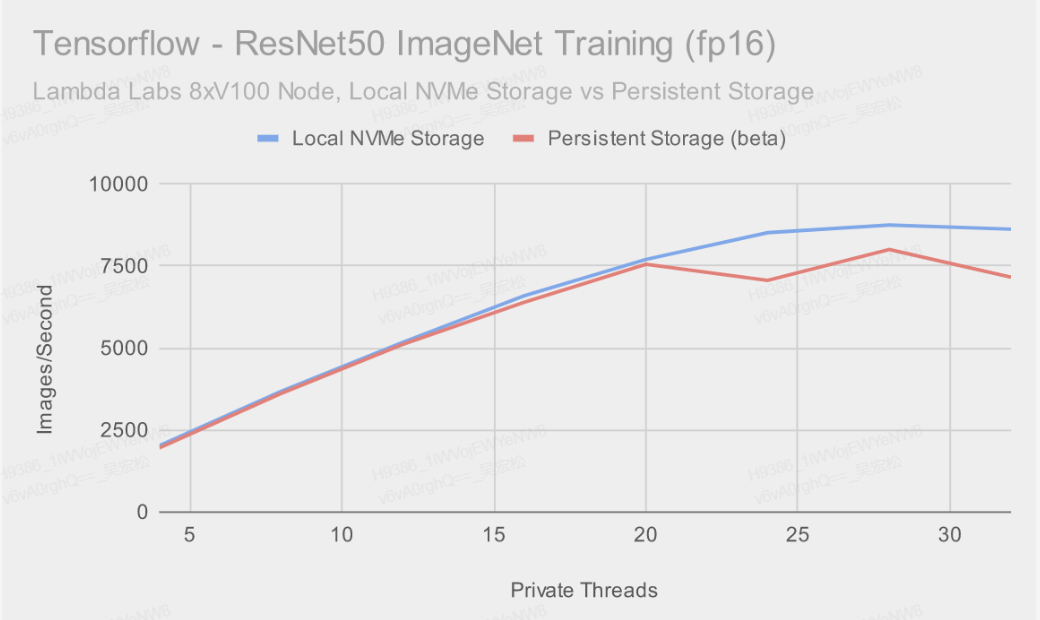 Tensorflow - ResNet50 ImageNet Training (fp16)
Lambda Labs 8xV100 Node, Local NVMe Storage vs Persistent Storage
Local NVMe Storage
Persistent Storage (beta)
10000
7500
5000
2500
0
Images/Second
5
10
15
20
25
30
Private Threads